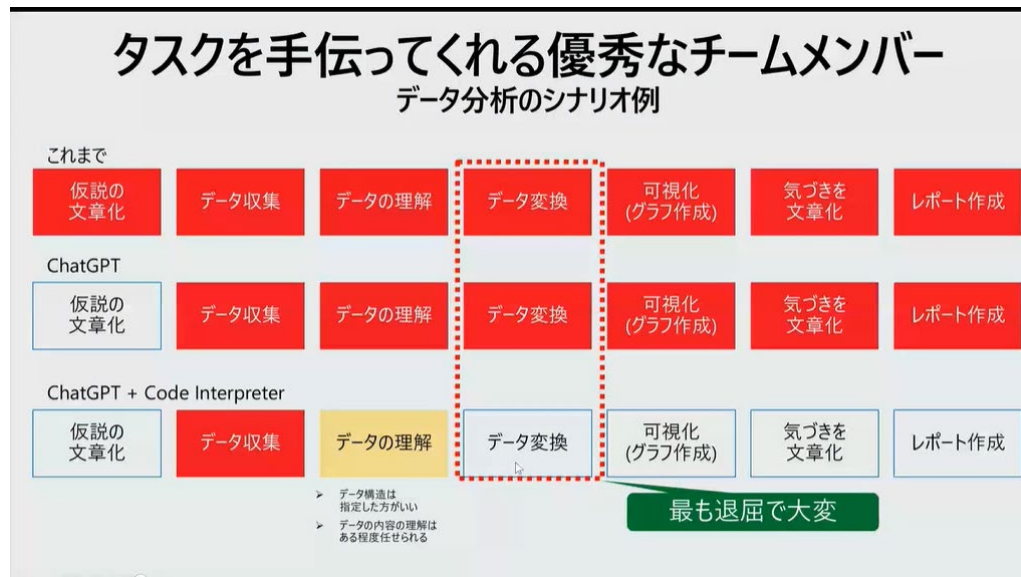 タスクを手伝ってくれる優秀なチームメンバー
データ分析のシナリオ例
これまで
仮説の
文章化
データ収集
データの理解
データ変換
可視化
(グラフ作成)
気づきを
文章化
レポート作成
ChatGPT
仮説の
文章化
データ収集
データの理解
データ変換
可視化
(グラフ作成)
気づきを
文章化
レポート作成
ChatGPT + Code Interpreter
仮説の
文章化
データ収集
データの理解
データ変換
可視化
(グラフ作成)
気づきを
文章化
レポート作成
➢ データ構造は
指定した方がいい
➢ データの内容の理解は
ある程度任せられる
最も退屈で大変